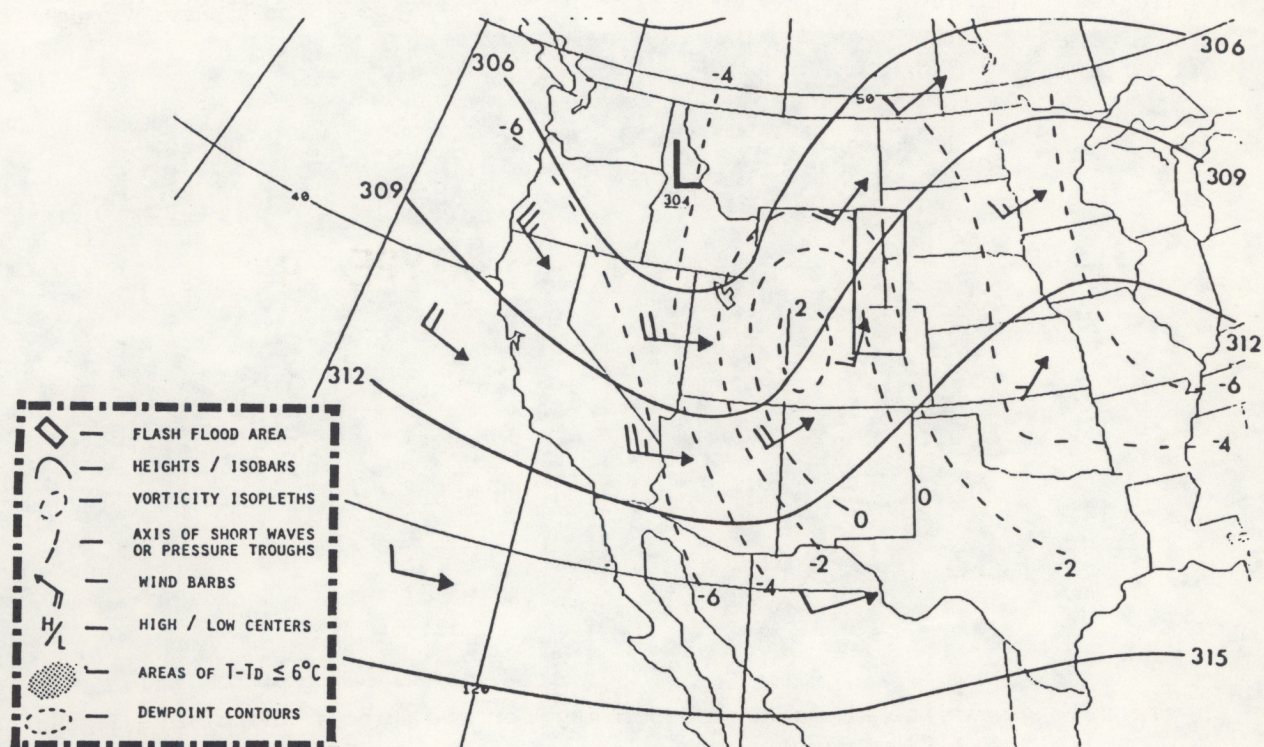 306
306
-4
50
-6
L
304
309
309
40
2
312
312
-6
-4
0
0
-2
-2
-4
-6
315
120
FLASH FLOOD AREA
HEIGHTS / ISOBARS
VORTICITY ISOPLETHS
AXIS OF SHORT WAVES
OR PRESSURE TROUGHS
WIND BARBS
H/L
HIGH / LOW CENTERS
AREAS OF T-TD ≤ 6°C
DEWPOINT CONTOURS